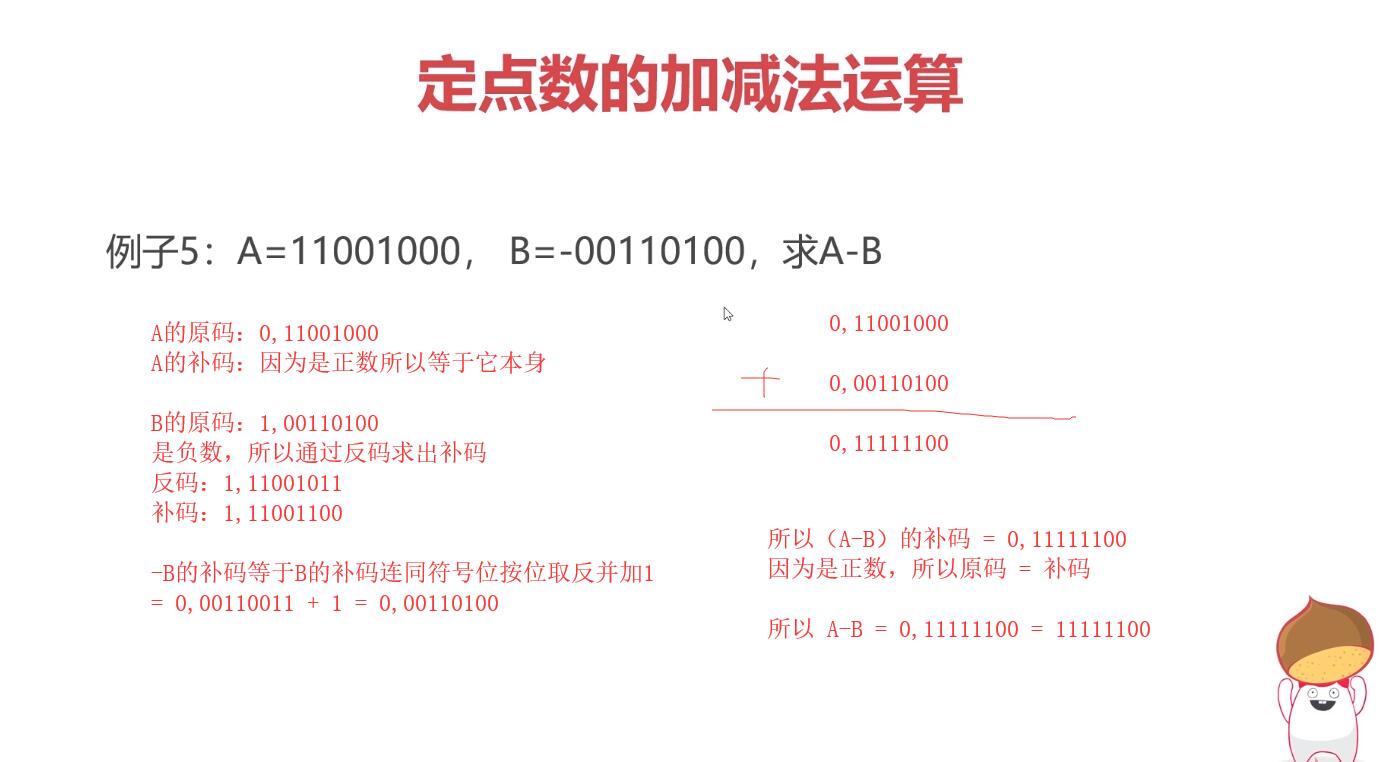 定点数的加减法运算
例子5：A=11001000， B=-00110100，求A-B
A的原码：0,11001000
A的补码：因为是正数所以等于它本身
B的原码：1,00110100
是负数，所以通过反码求出补码
反码：1,11001011
补码：1,11001100
-B的补码等于B的补码连同符号位按位取反并加1
= 0,00110011 + 1 = 0,00110100
0,11001000
+ 0,00110100
0,11111100
所以（A-B）的补码 = 0,11111100
因为是正数，所以原码 = 补码
所以 A-B = 0,11111100 = 11111100